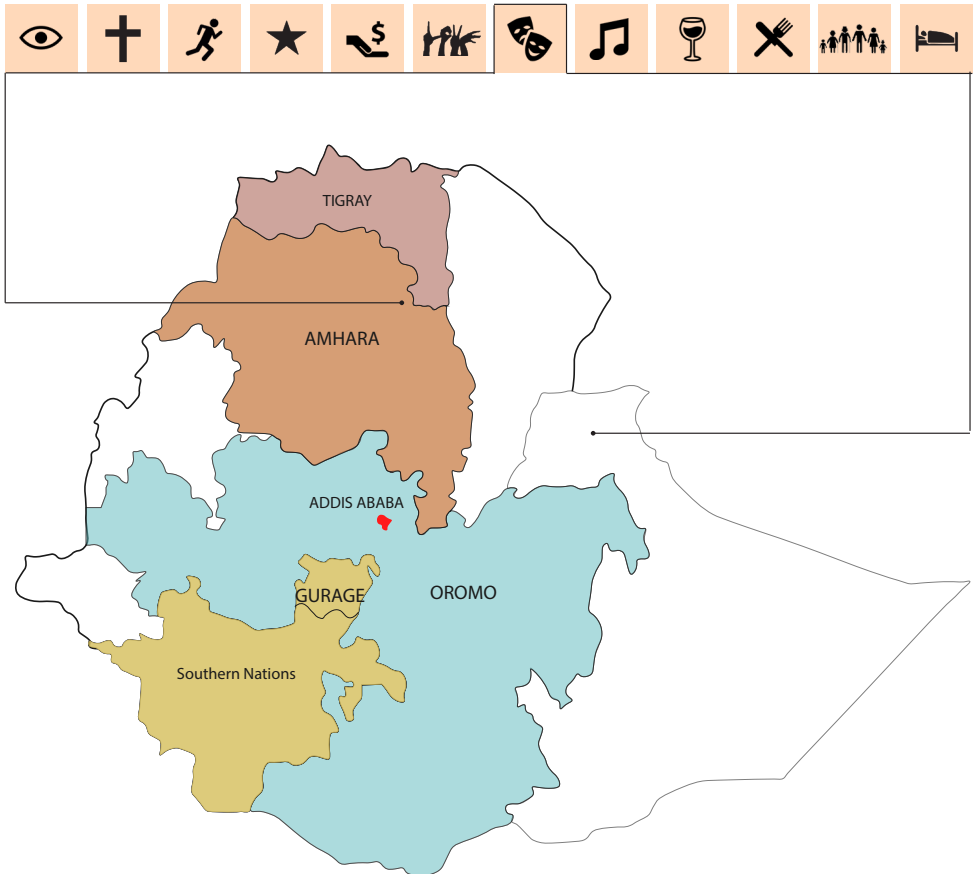 $
TIGRAY
AMHARA
ADDIS ABABA
GURAGE
OROMO
Southern Nations